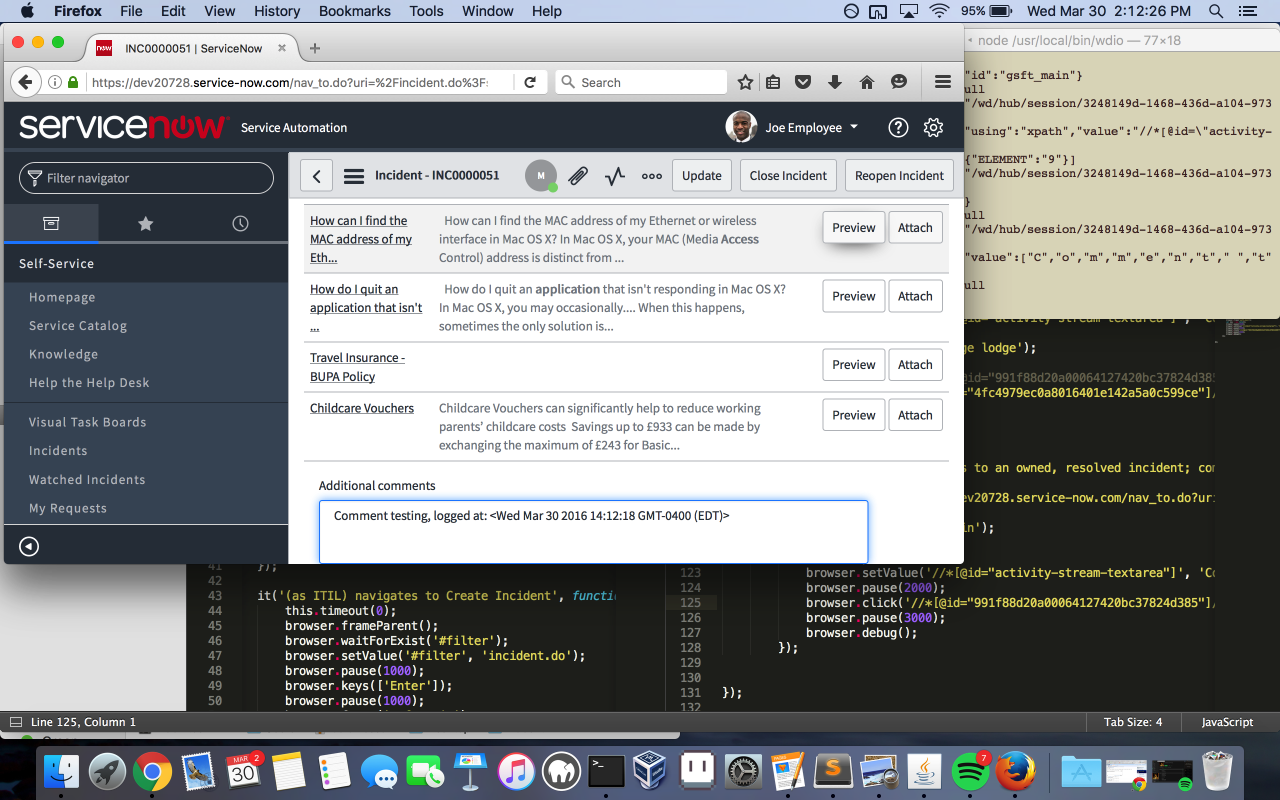 Firefox File Edit View History Bookmarks Tools Window Help 95% Wed Mar 30 2:12:26 PM
INC0000051 | ServiceNow
node /usr/local/bin/wdio — 77×18
https://dev20728.service-now.com/nav_to.do?uri=%2Fincident.do%3F
Search
servicenow Service Automation
Joe Employee
Filter navigator
Incident - INC0000051
M
Update
Close Incident
Reopen Incident
Self-Service
Homepage
Service Catalog
Knowledge
Help the Help Desk
Visual Task Boards
Incidents
Watched Incidents
My Requests
How can I find the
MAC address of my
Eth...
How can I find the MAC address of my Ethernet or wireless
interface in Mac OS X? In Mac OS X, your MAC (Media Access
Control) address is distinct from ...
Preview Attach
How do I quit an
application that isn't
...
How do I quit an application that isn't responding in Mac OS X?
In Mac OS X, you may occasionally.... When this happens,
sometimes the only solution is...
Preview Attach
Travel Insurance -
BUPA Policy
Preview Attach
Childcare Vouchers
Childcare Vouchers can significantly help to reduce working
parents' childcare costs Savings up to £933 can be made by
exchanging the maximum of £243 for Basic...
Preview Attach
Additional comments
Comment testing, logged at: <Wed Mar 30 2016 14:12:18 GMT-0400 (EDT)>
"id":"gsft_main"}
ull
"/wd/hub/session/3248149d-1468-436d-a104-973
"using":"xpath","value":"//*[@id=\"activity-
{"ELEMENT":"9"}]
"/wd/hub/session/3248149d-1468-436d-a104-973
}
ull
"/wd/hub/session/3248149d-1468-436d-a104-973
"value":["C","o","m","m","e","n","t"," ","t"
ull
ge lodge');
@id="991f88d20a00064127420bc37824d385
="4fc4979ec0a8016401e142a5a0c599ce"]/
s to an owned, resolved incident; com
ev20728.service-now.com/nav_to.do?uri
in');
41 });
42
43 it('(as ITIL) navigates to Create Incident', functi
44 this.timeout(0);
45 browser.frameParent();
46 browser.waitForExist('#filter');
47 browser.setValue('#filter', 'incident.do');
48 browser.pause(1000);
49 browser.keys(['Enter']);
50 browser.pause(1000);
123 browser.setValue('//*[@id="activity-stream-textarea"]', 'Co
124 browser.pause(2000);
125 browser.click('//*[@id="991f88d20a00064127420bc37824d385"]/
126 browser.pause(3000);
127 browser.debug();
128 });
129
130
131 });
132
Line 125, Column 1
Tab Size: 4
JavaScript
MAR 2
30
7